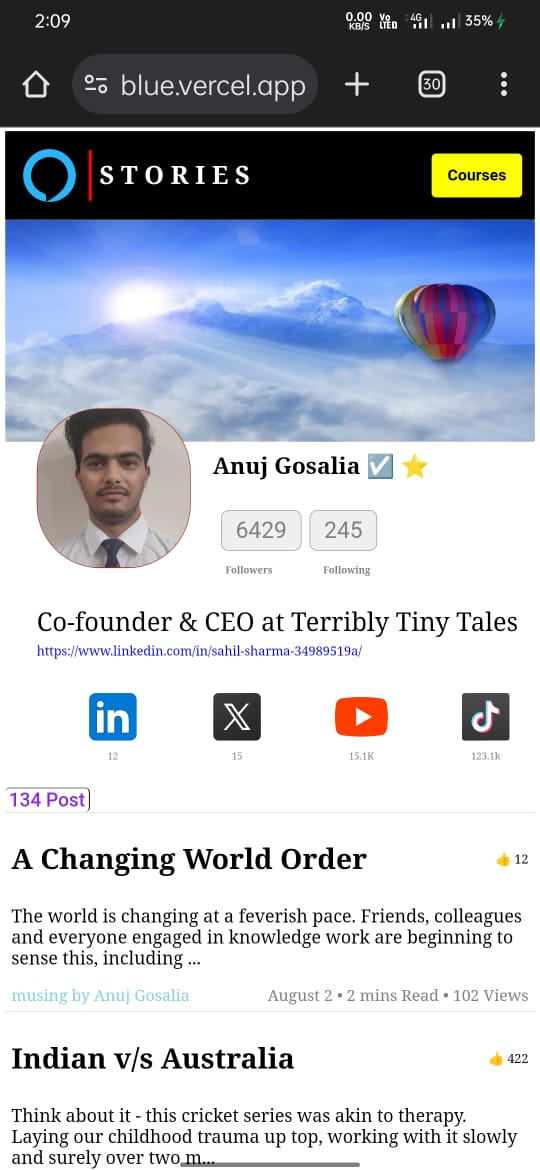 2:09
0.00 KB/S Vo LTED 4G 35%
blue.vercel.app
30
STORIES
Courses
Anuj Gosalia ☑️ ⭐
6429 245
Followers Following
Co-founder & CEO at Terribly Tiny Tales
https://www.linkedin.com/in/sahil-sharma-34989519a/
in X
12 15 15.1K 123.1k
134 Post
A Changing World Order 👍 12
The world is changing at a feverish pace. Friends, colleagues
and everyone engaged in knowledge work are beginning to
sense this, including ...
musing by Anuj Gosalia August 2 • 2 mins Read • 102 Views
Indian v/s Australia 👍 422
Think about it - this cricket series was akin to therapy.
Laying our childhood trauma up top, working with it slowly
and surely over two m...